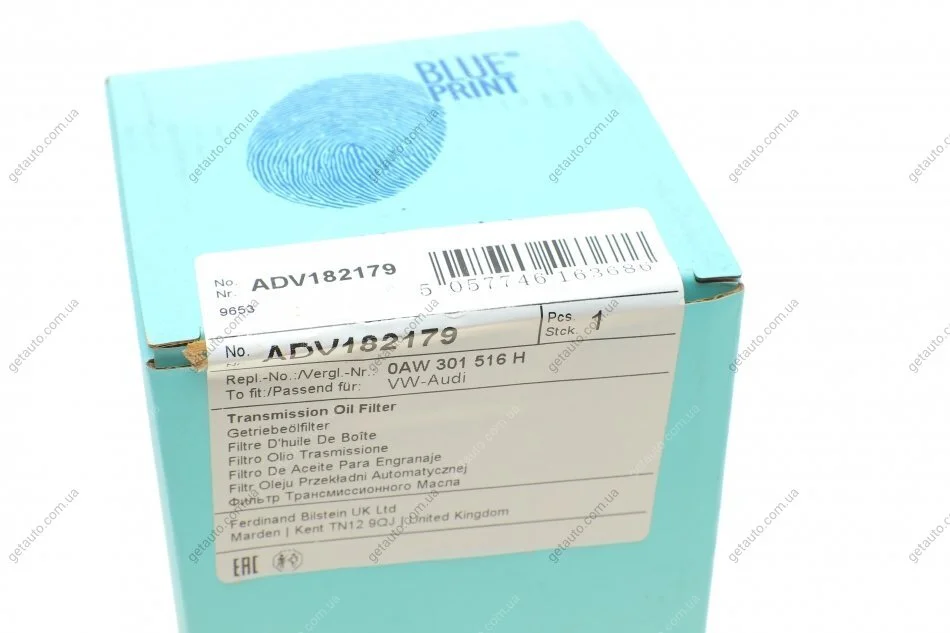 BLUE
PRINT
No.
Nr.
ADV182179
9653
5 057746 163686
No.
ADV182179
Pcs.
Stck.
1
Repl.-No.:/Vergl.-Nr.: 0AW 301 516 H
To fit:/Passend für: VW-Audi
Transmission Oil Filter
Getriebeölfilter
Filtre D'huile De Boîte
Filtro Olio Trasmissione
Filtro De Aceite Para Engranaje
Filtr Oleju Przekładni Automatycznej
Фильтр Трансмиссионного Масла
Ferdinand Bilstein UK Ltd
Marden | Kent TN12 9QJ | United Kingdom
EAC
getauto.com.ua